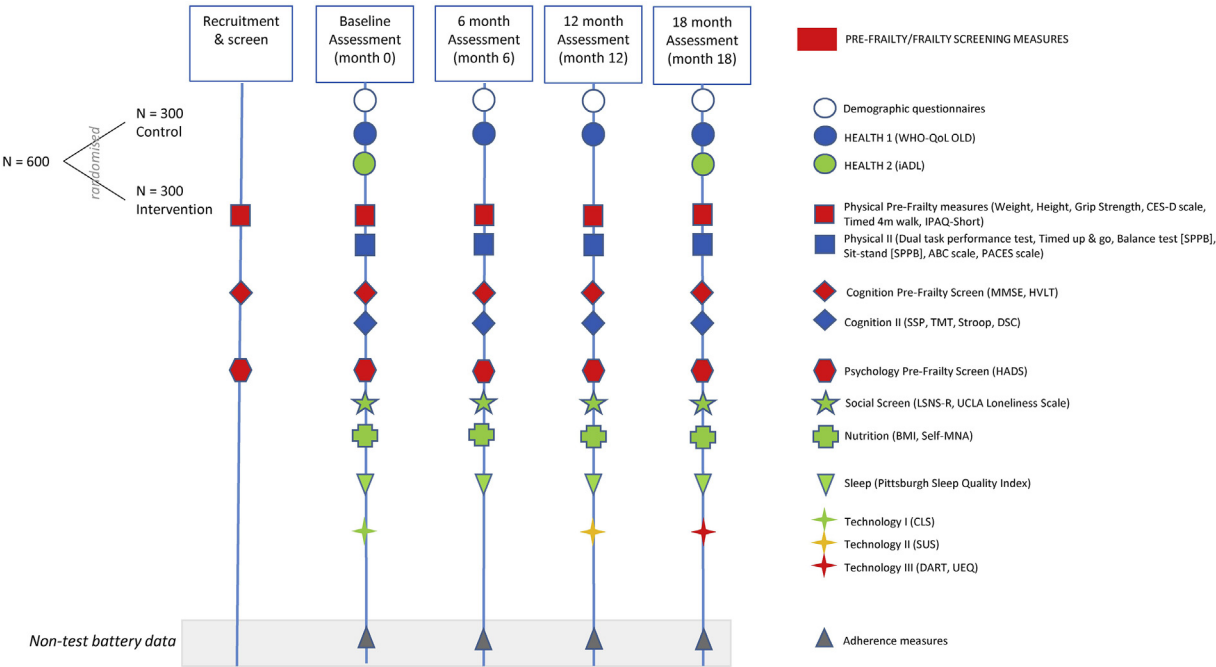 Recruitment
& screen
Baseline
Assessment
(month 0)
6 month
Assessment
(month 6)
12 month
Assessment
(month 12)
18 month
Assessment
(month 18)
N = 600
randomised
N = 300
Control
N = 300
Intervention
PRE-FRAILTY/FRAILTY SCREENING MEASURES
Demographic questionnaires
HEALTH 1 (WHO-QoL OLD)
HEALTH 2 (iADL)
Physical Pre-Frailty measures (Weight, Height, Grip Strength, CES-D scale,
Timed 4m walk, IPAQ-Short)
Physical II (Dual task performance test, Timed up & go, Balance test [SPPB],
Sit-stand [SPPB], ABC scale, PACES scale)
Cognition Pre-Frailty Screen (MMSE, HVLT)
Cognition II (SSP, TMT, Stroop, DSC)
Psychology Pre-Frailty Screen (HADS)
Social Screen (LSNS-R, UCLA Loneliness Scale)
Nutrition (BMI, Self-MNA)
Sleep (Pittsburgh Sleep Quality Index)
Technology I (CLS)
Technology II (SUS)
Technology III (DART, UEQ)
Non-test battery data
Adherence measures